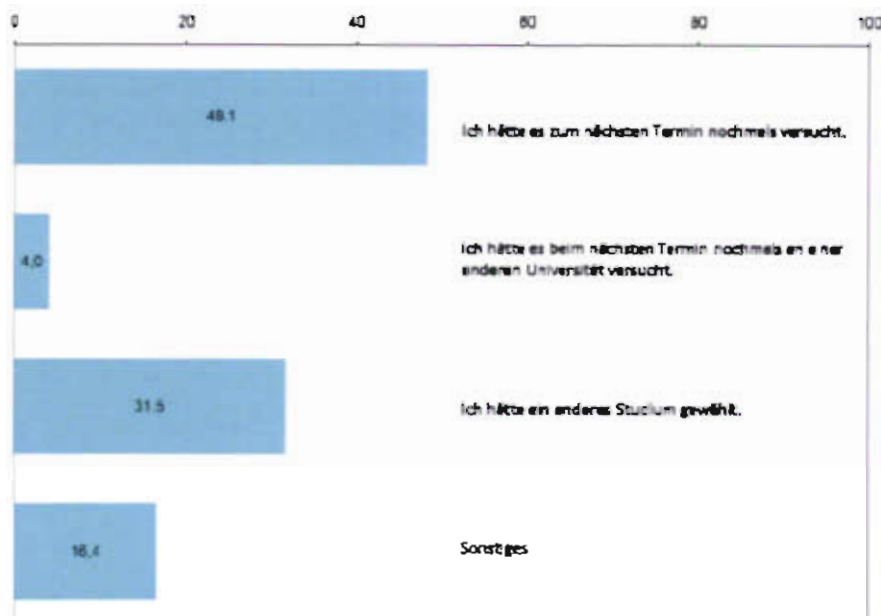 0 20 40 60 80 100
48.1
Ich hätte es zum nächsten Termin nochmals versucht.
4,0
Ich hätte es beim nächsten Termin nochmals an einer
anderen Universität versucht.
31.5
Ich hätte ein anderes Studium gewählt.
16,4
Sonstiges